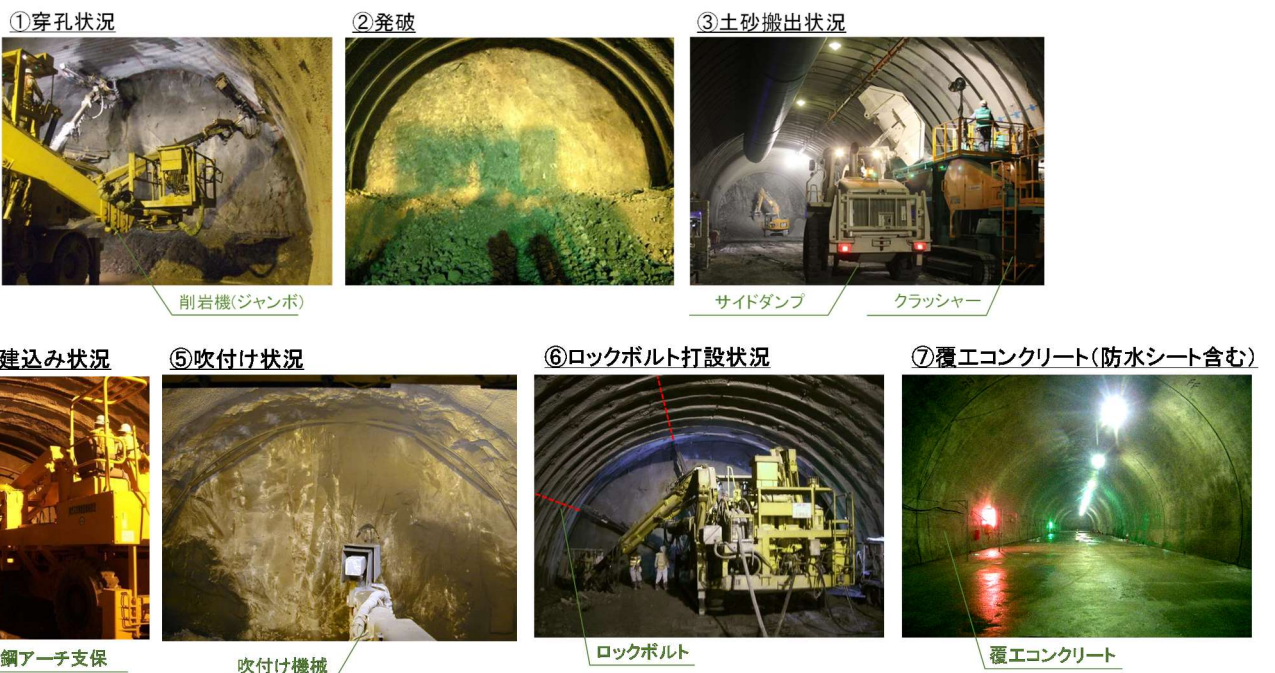 ①穿孔状況
②発破
③土砂搬出状況
削岩機(ジャンボ)
サイドダンプ
クラッシャー
建込み状況
⑤吹付け状況
⑥ロックボルト打設状況
⑦覆工コンクリート(防水シート含む)
鋼アーチ支保
吹付け機械
ロックボルト
覆工コンクリート